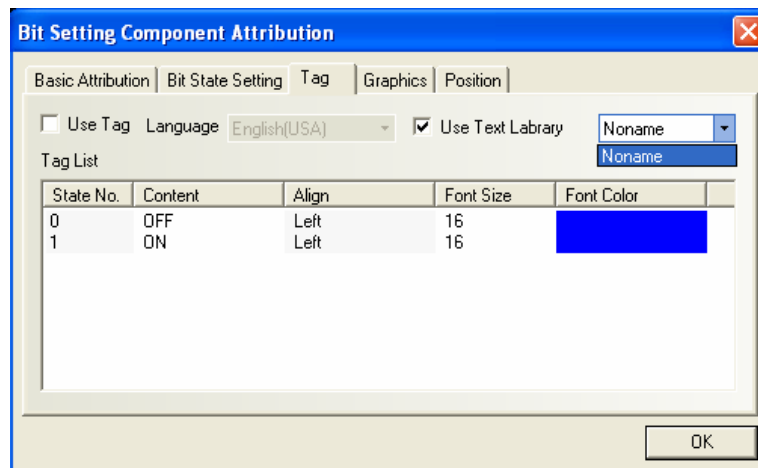 Bit Setting Component Attribution
Basic Attribution Bit State Setting Tag Graphics Position
Use Tag Language English(USA) Use Text Labrary Noname
Noname
Tag List
State No. Content Align Font Size Font Color
0 OFF Left 16
1 ON Left 16
OK